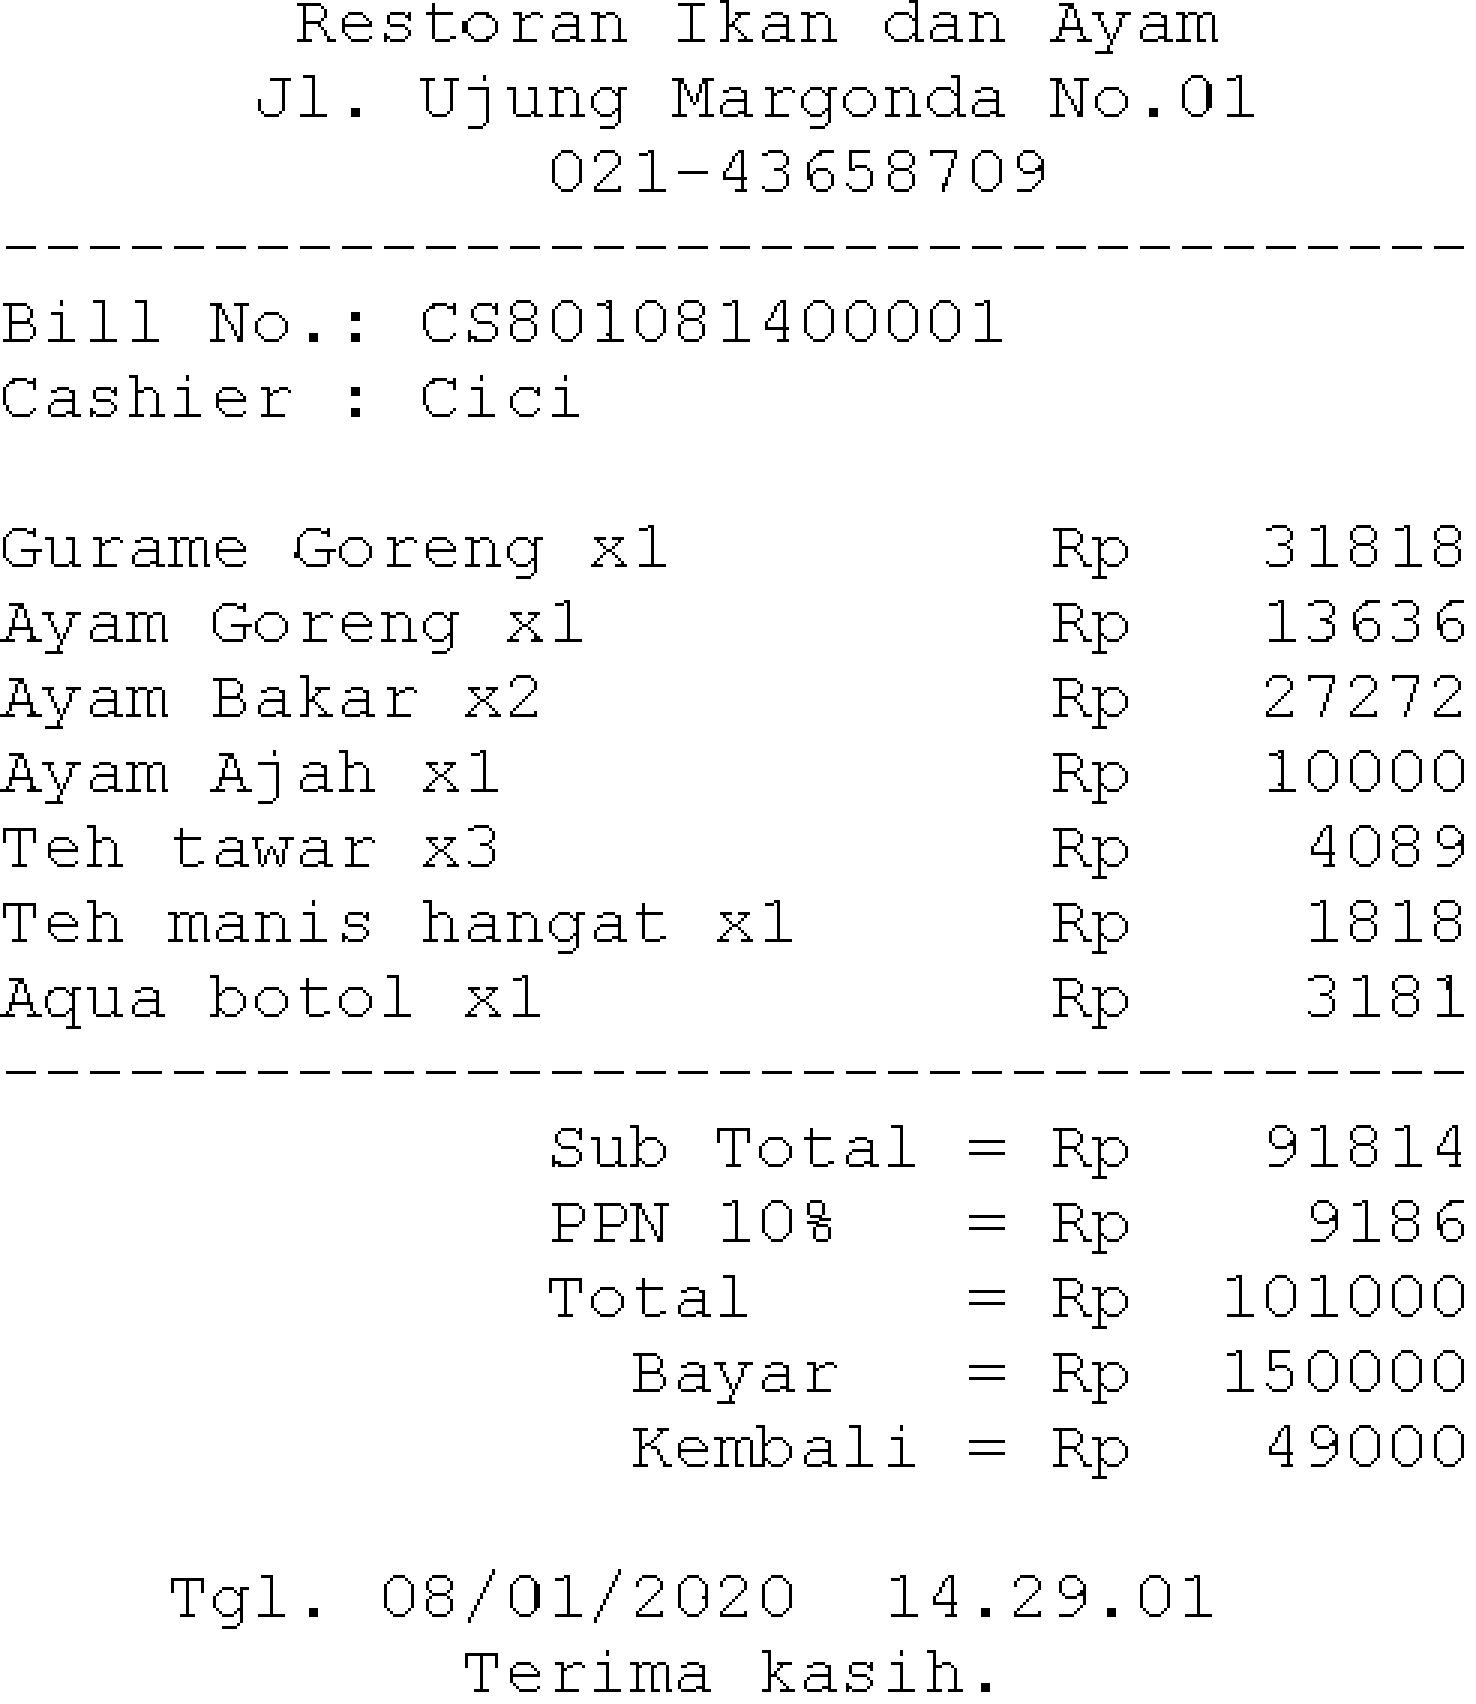 Restoran Ikan dan Ayam
Jl. Ujung Margonda No.01
021-43658709
-----------------------------------
Bill No.: CS801081400001
Cashier : Cici
Gurame Goreng x1 Rp 31818
Ayam Goreng x1 Rp 13636
Ayam Bakar x2 Rp 27272
Ayam Ajah x1 Rp 10000
Teh tawar x3 Rp 4089
Teh manis hangat x1 Rp 1818
Aqua botol x1 Rp 3181
-----------------------------------
Sub Total = Rp 91814
PPN 10% = Rp 9186
Total = Rp 101000
Bayar = Rp 150000
Kembali = Rp 49000
Tgl. 08/01/2020 14.29.01
Terima kasih.